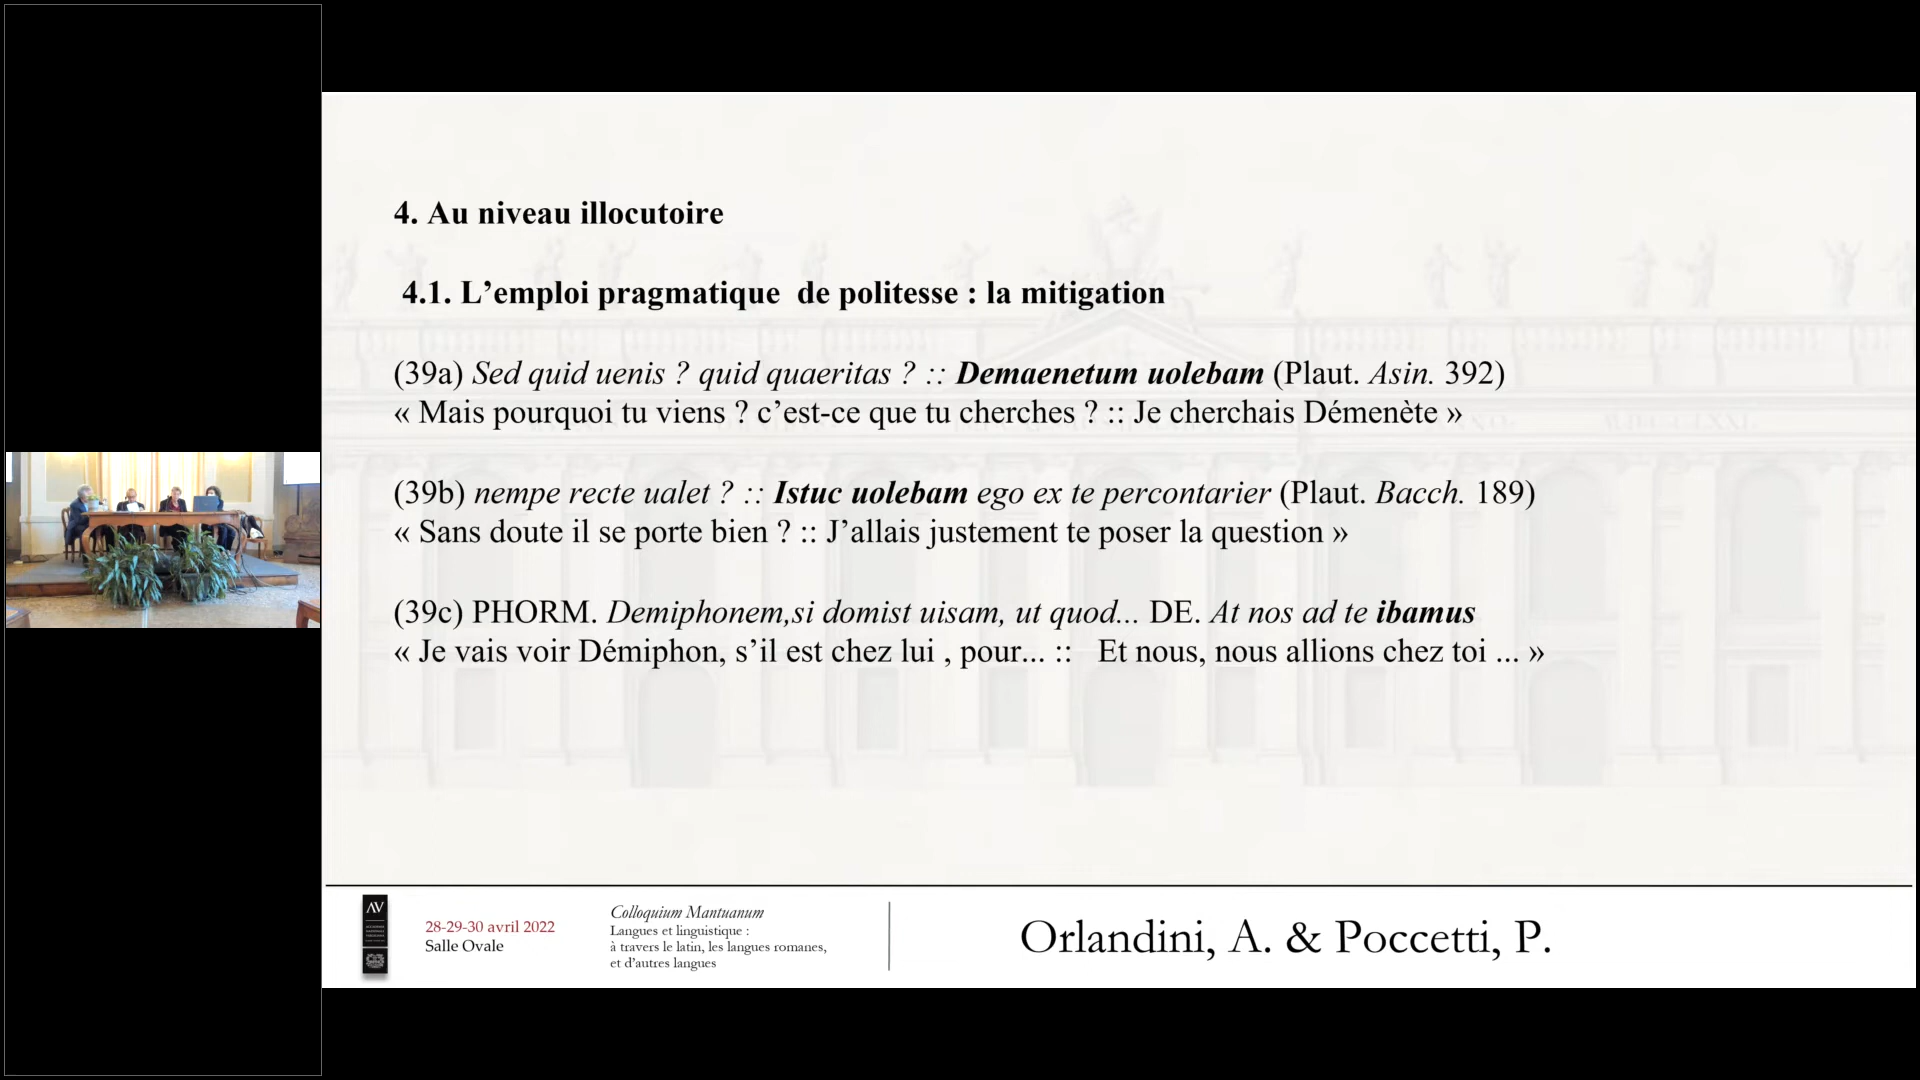 4. Au niveau illocutoire
4.1. L’emploi pragmatique  de politesse : la mitigation
(39a) Sed quid uenis ? quid quaeritas ? :: Demaenetum uolebam (Plaut. Asin. 392)
« Mais pourquoi tu viens ? c’est-ce que tu cherches ? :: Je cherchais Démenète »
(39b) nempe recte ualet ? :: Istuc uolebam ego ex te percontarier (Plaut. Bacch. 189)
« Sans doute il se porte bien ? :: J’allais justement te poser la question »
(39c) PHORM. Demiphonem,si domist uisam, ut quod... DE. At nos ad te ibamus
« Je vais voir Démiphon, s’il est chez lui , pour... ::   Et nous, nous allions chez toi ... »
AV
28-29-30 avril 2022
Salle Ovale
Colloquium Mantuanum
Langues et linguistique :
à travers le latin, les langues romanes,
et d’autres langues
Orlandini, A. & Poccetti, P.